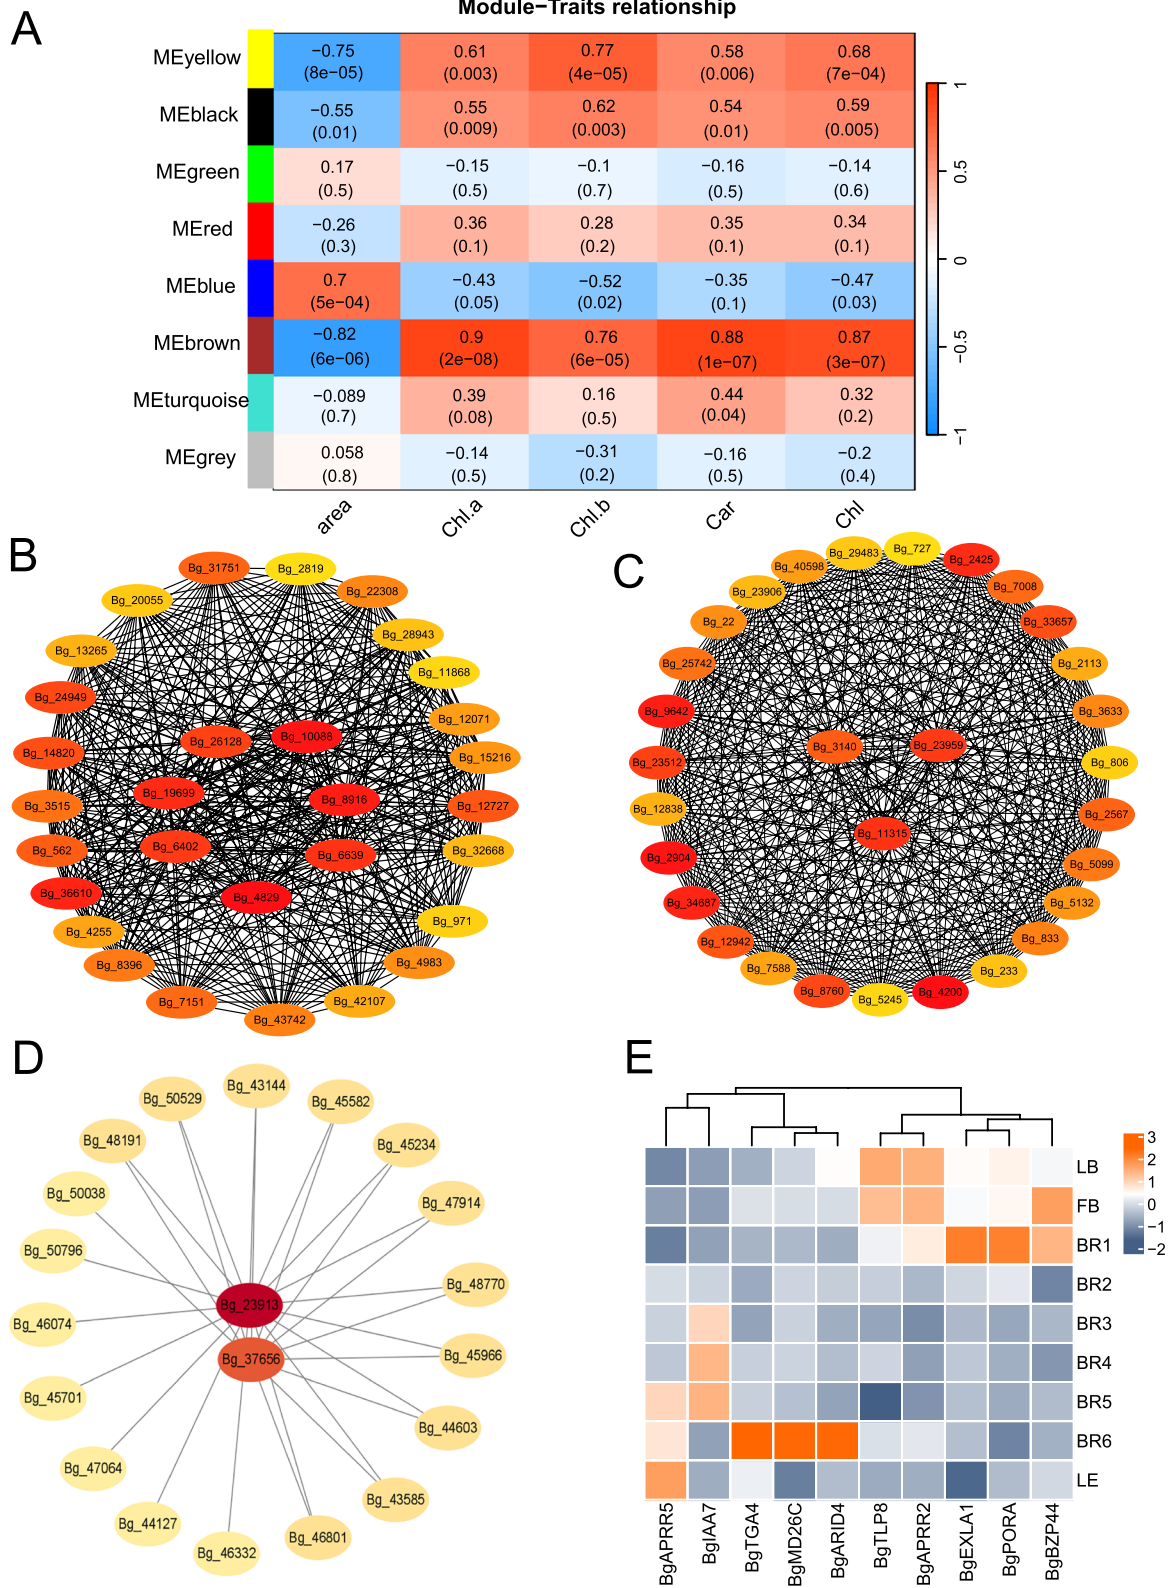 Module−Traits relationship
A
MEyellow
−0.75 0.61 0.77 0.58 0.68
(8e−05) (0.003) (4e−05) (0.006) (7e−04)
MEblack
−0.55 0.55 0.62 0.54 0.59
(0.01) (0.009) (0.003) (0.01) (0.005)
MEgreen
0.17 −0.15 −0.1 −0.16 −0.14
(0.5) (0.5) (0.7) (0.5) (0.6)
MEred
−0.26 0.36 0.28 0.35 0.34
(0.3) (0.1) (0.2) (0.1) (0.1)
MEblue
0.7 −0.43 −0.52 −0.35 −0.47
(5e−04) (0.05) (0.02) (0.1) (0.03)
MEbrown
−0.82 0.9 0.76 0.88 0.87
(6e−06) (2e−08) (6e−05) (1e−07) (3e−07)
MEturquoise
−0.089 0.39 0.16 0.44 0.32
(0.7) (0.08) (0.5) (0.04) (0.2)
MEgrey
0.058 −0.14 −0.31 −0.16 −0.2
(0.8) (0.5) (0.2) (0.5) (0.4)
area Chl.a Chl.b Car Chl
1
0.5
0
−0.5
−1
B
Bg_31751
Bg_2819
Bg_22308
Bg_20055
Bg_28943
Bg_13265
Bg_11868
Bg_24949
Bg_12071
Bg_26128
Bg_10088
Bg_14820
Bg_15216
Bg_19699
Bg_8916
Bg_3515
Bg_12727
Bg_562
Bg_6402
Bg_6639
Bg_32668
Bg_36610
Bg_4829
Bg_971
Bg_4255
Bg_8396
Bg_4983
Bg_7151
Bg_42107
Bg_43742
C
Bg_727
Bg_29483
Bg_2425
Bg_40598
Bg_7008
Bg_23906
Bg_33657
Bg_22
Bg_2113
Bg_25742
Bg_9642
Bg_3633
Bg_3140
Bg_23959
Bg_23512
Bg_806
Bg_12838
Bg_2567
Bg_11315
Bg_2904
Bg_5099
Bg_34687
Bg_5132
Bg_12942
Bg_833
Bg_7588
Bg_233
Bg_8760
Bg_5245
Bg_4200
D
Bg_43144
Bg_50529
Bg_45582
Bg_48191
Bg_45234
Bg_50038
Bg_47914
Bg_50796
Bg_48770
Bg_23913
Bg_46074
Bg_37656
Bg_45966
Bg_45701
Bg_44603
Bg_47064
Bg_43585
Bg_44127
Bg_46801
Bg_46332
E
3
2
1
0
−1
−2
LB
FB
BR1
BR2
BR3
BR4
BR5
BR6
LE
BgAPRR5 BgIAA7 BgTGA4 BgMD26C BgARID4 BgTLP8 BgAPRR2 BgEXLA1 BgPORA BgBZP44